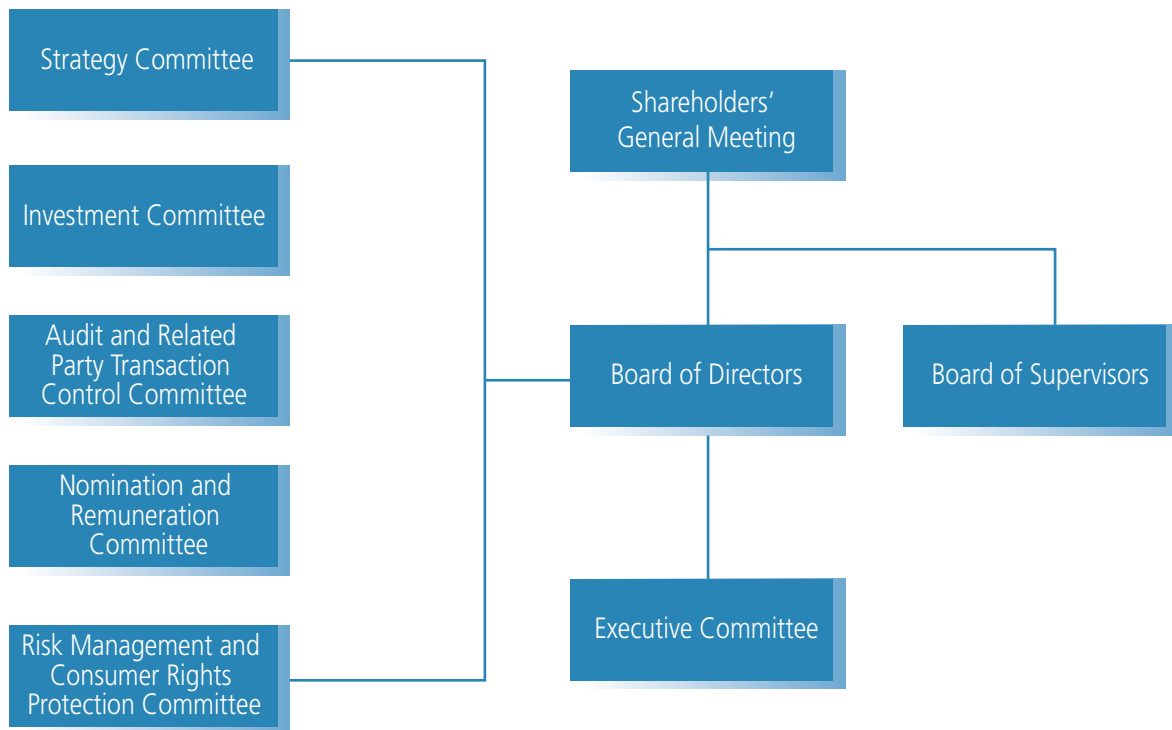 Strategy Committee
Shareholders’
General Meeting
Investment Committee
Audit and Related
Party Transaction
Control Committee
Board of Directors
Board of Supervisors
Nomination and
Remuneration
Committee
Executive Committee
Risk Management and
Consumer Rights
Protection Committee